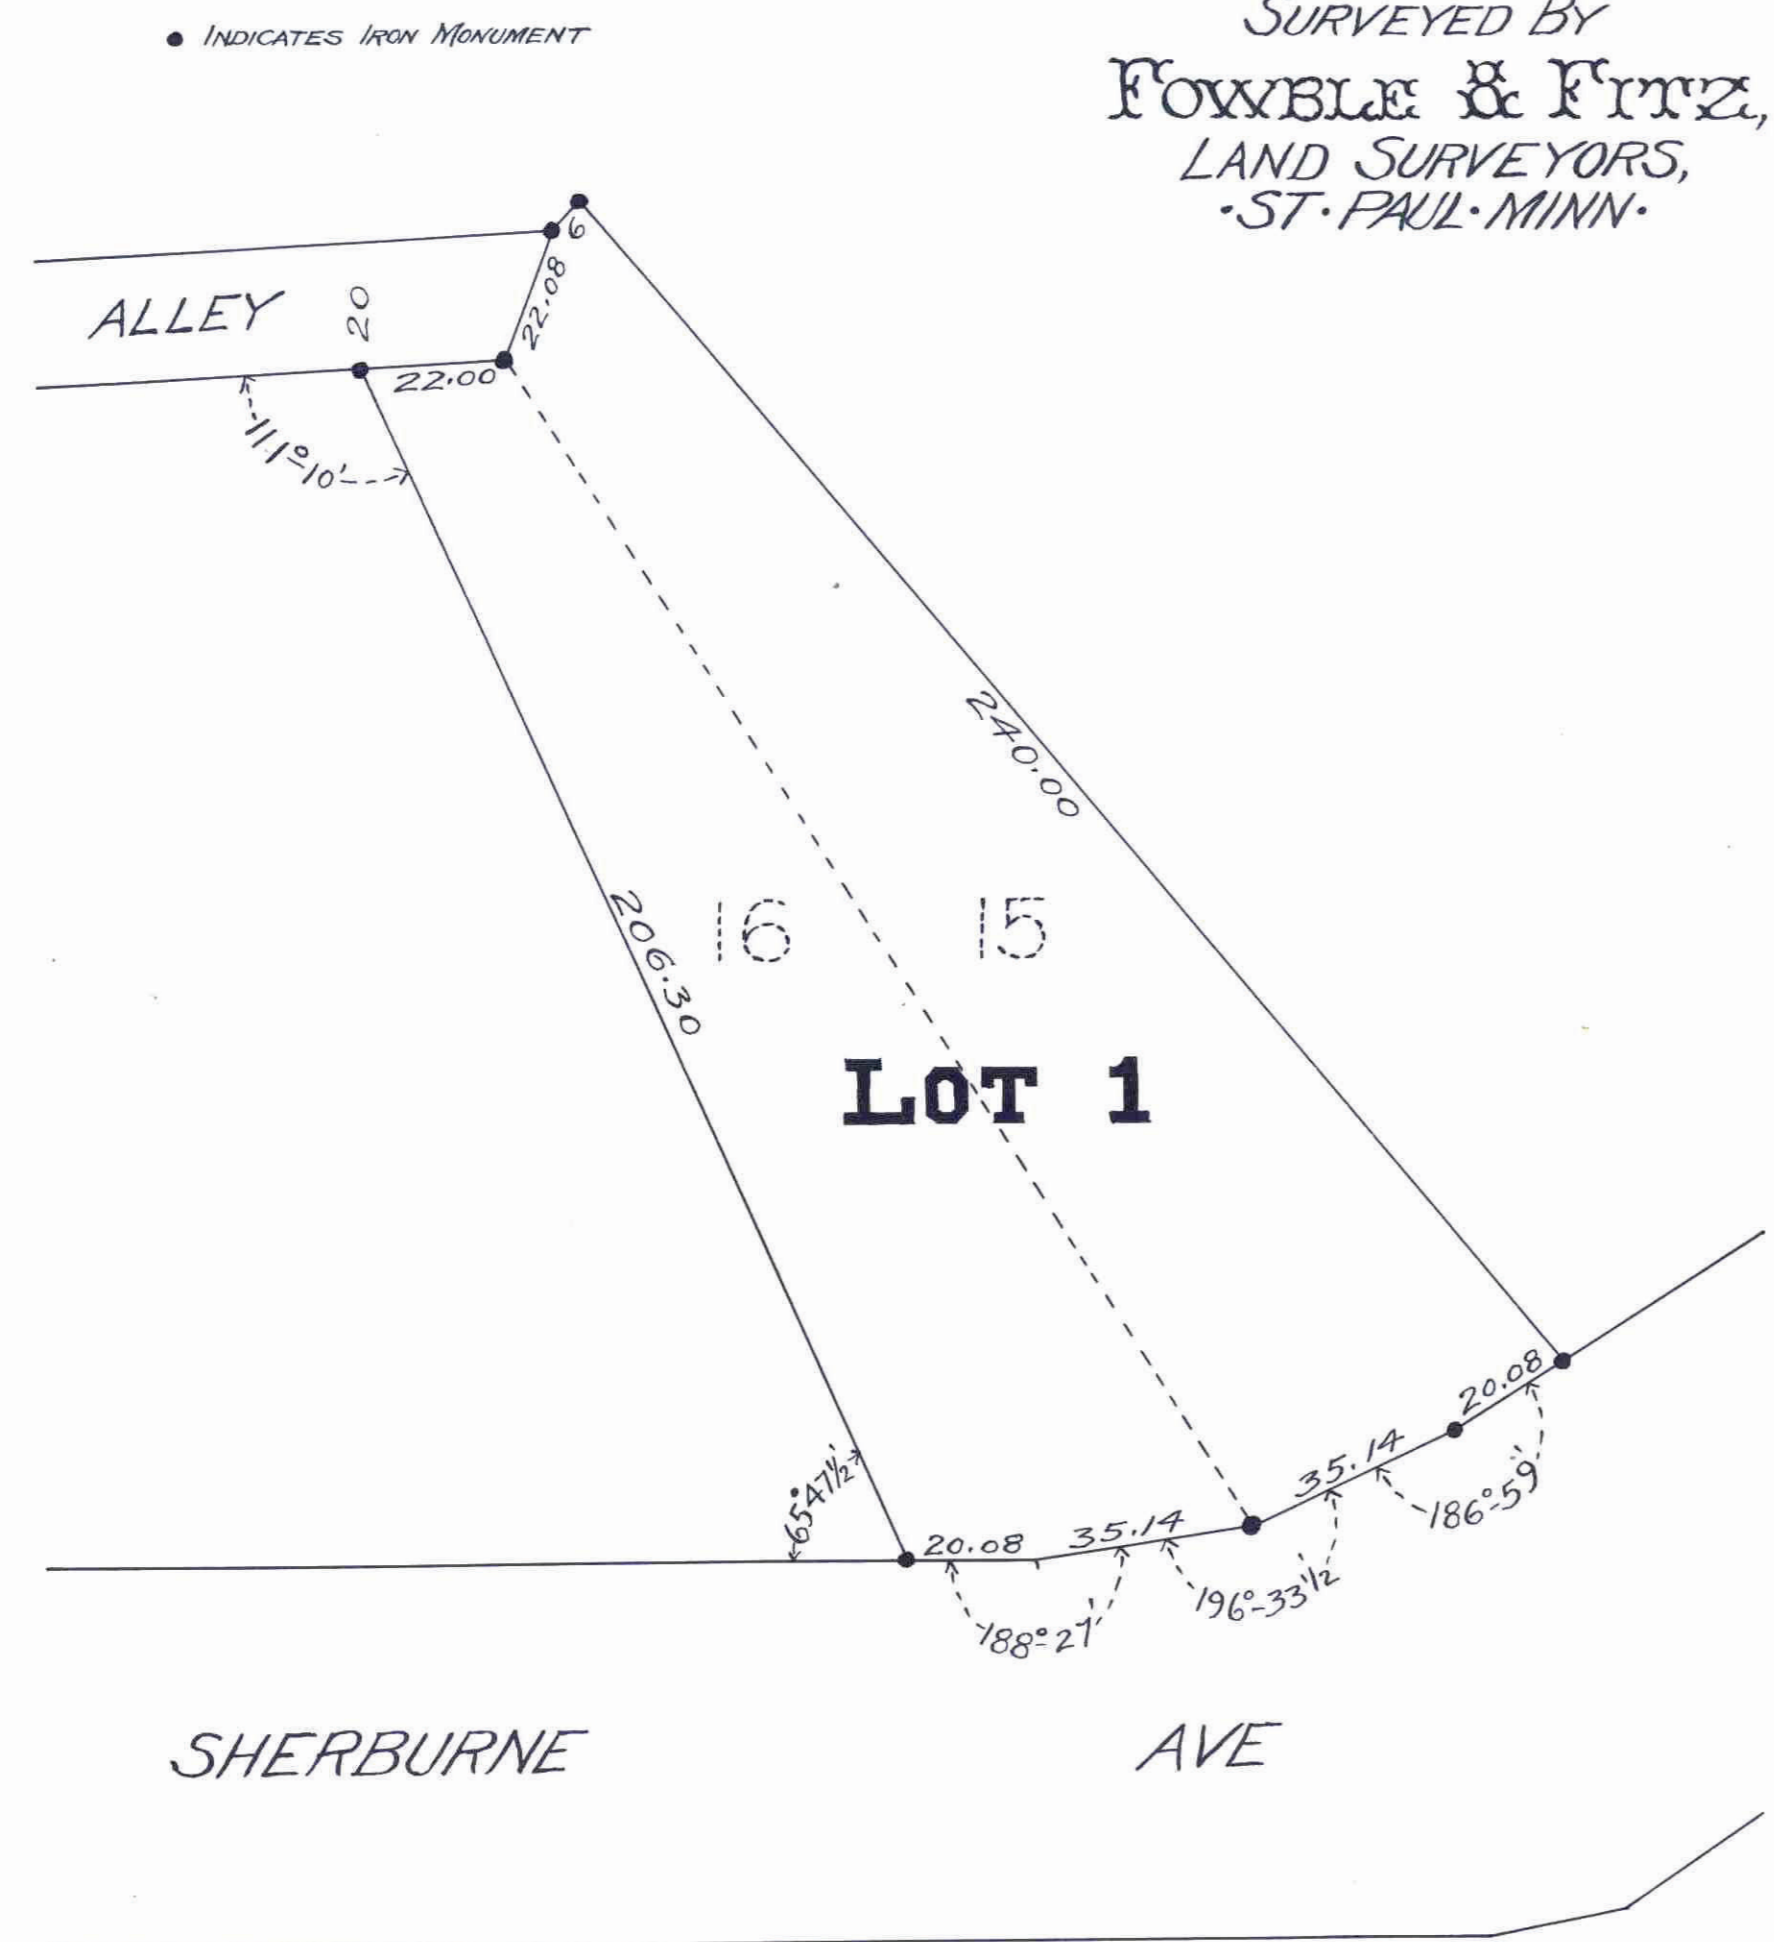 • INDICATES IRON MONUMENT
SURVEYED BY
FOWBLE & FITZ,
LAND SURVEYORS,
·ST·PAUL·MINN·
6
22.08
ALLEY
20
22.00
111°-10'
240.00
206.30
16
15
LOT 1
65°47½'
20.08
35.14
35.14
20.08
188°-27'
196°-33½'
186°-59'
SHERBURNE AVE